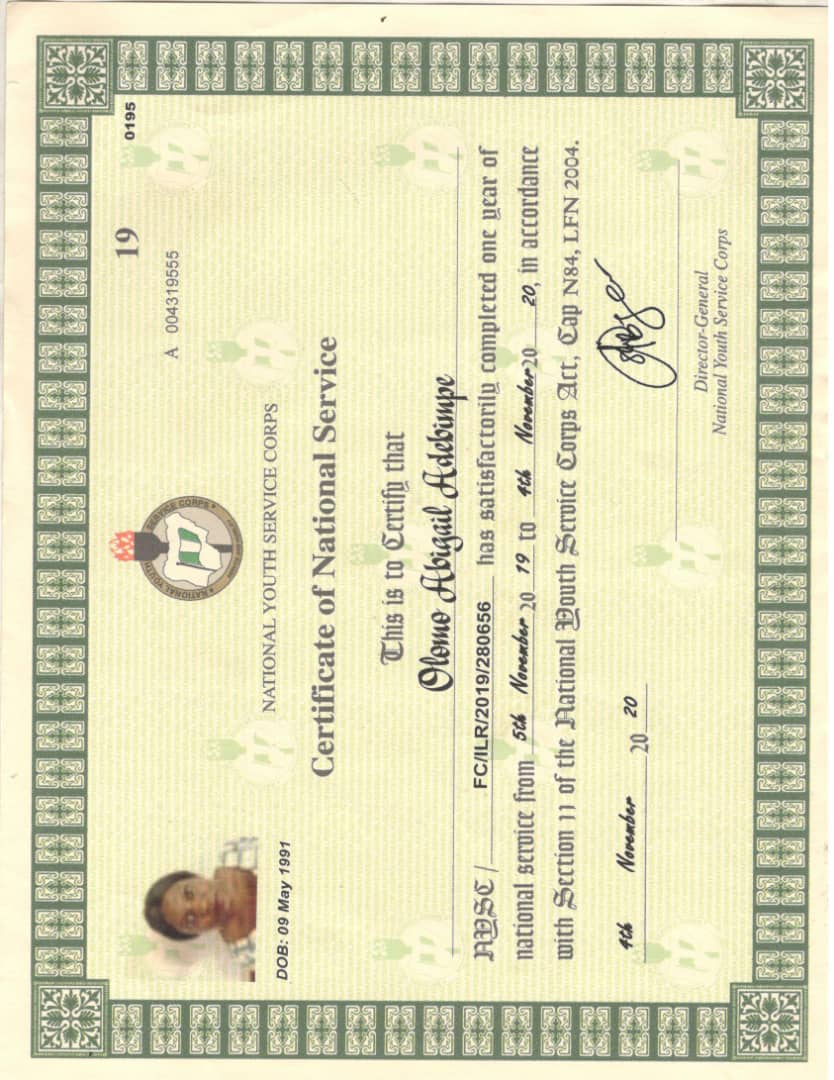 19
0195
A 004319555
NATIONAL YOUTH SERVICE CORPS
NATIONAL YOUTH SERVICE CORPS
Certificate of National Service
DOB: 09 May 1991
This is to Certify that
Olomo Abigail Adebimpe
NYSC / FC/ILR/2019/280656 has satisfactorily completed one year of
national service from 5th November 20 19 to 4th November 20 20, in accordance
with Section 11 of the National Youth Service Corps Act, Cap N84, LFN 2004.
4th November 20 20
Director-General
National Youth Service Corps